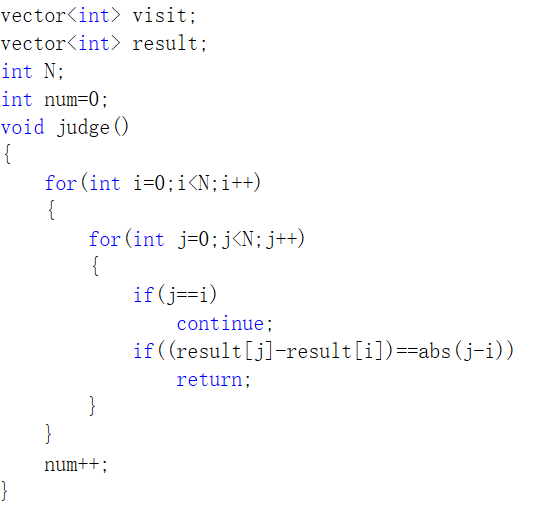 vector<int> visit;
vector<int> result;
int N;
int num=0;
void judge()
{
    for(int i=0;i<N;i++)
    {
        for(int j=0;j<N;j++)
        {
            if(j==i)
                continue;
            if((result[j]-result[i])==abs(j-i))
                return;
        }
    }
    num++;
}